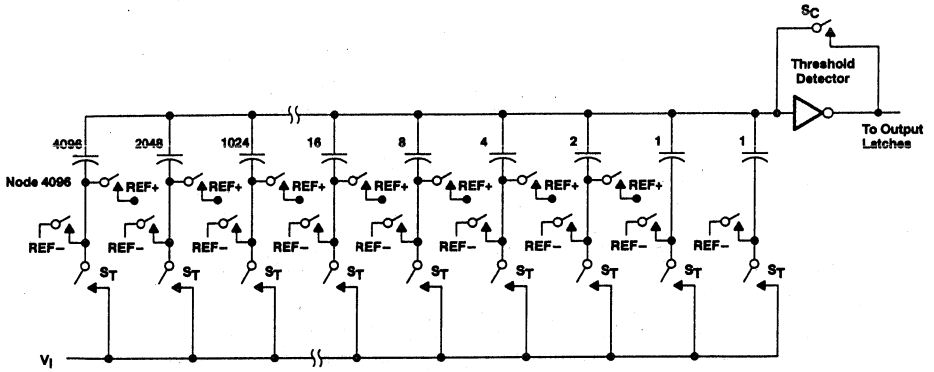 SC
Threshold
Detector
To Output
Latches
4096 2048 1024 16 8 4 2 1 1
Node 4096 REF+ REF+ REF+ REF+ REF+ REF+ REF+
REF− REF− REF− REF− REF− REF− REF− REF− REF−
ST ST ST ST ST ST ST ST ST
VI